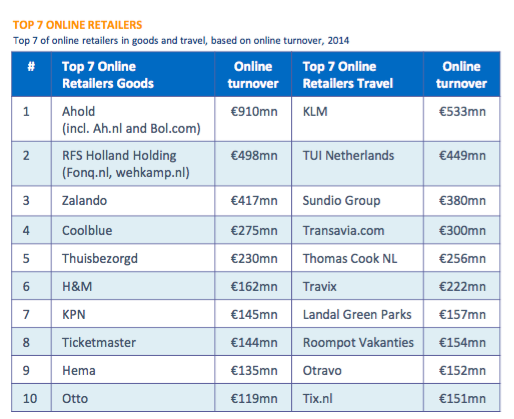 TOP 7 ONLINE RETAILERS
Top 7 of online retailers in goods and travel, based on online turnover, 2014
# Top 7 Online Retailers Goods Online turnover Top 7 Online Retailers Travel Online turnover
1 Ahold (incl. Ah.nl and Bol.com) €910mn KLM €533mn
2 RFS Holland Holding (Fonq.nl, wehkamp.nl) €498mn TUI Netherlands €449mn
3 Zalando €417mn Sundio Group €380mn
4 Coolblue €275mn Transavia.com €300mn
5 Thuisbezorgd €230mn Thomas Cook NL €256mn
6 H&M €162mn Travix €222mn
7 KPN €145mn Landal Green Parks €157mn
8 Ticketmaster €144mn Roompot Vakanties €154mn
9 Hema €135mn Otravo €152mn
10 Otto €119mn Tix.nl €151mn